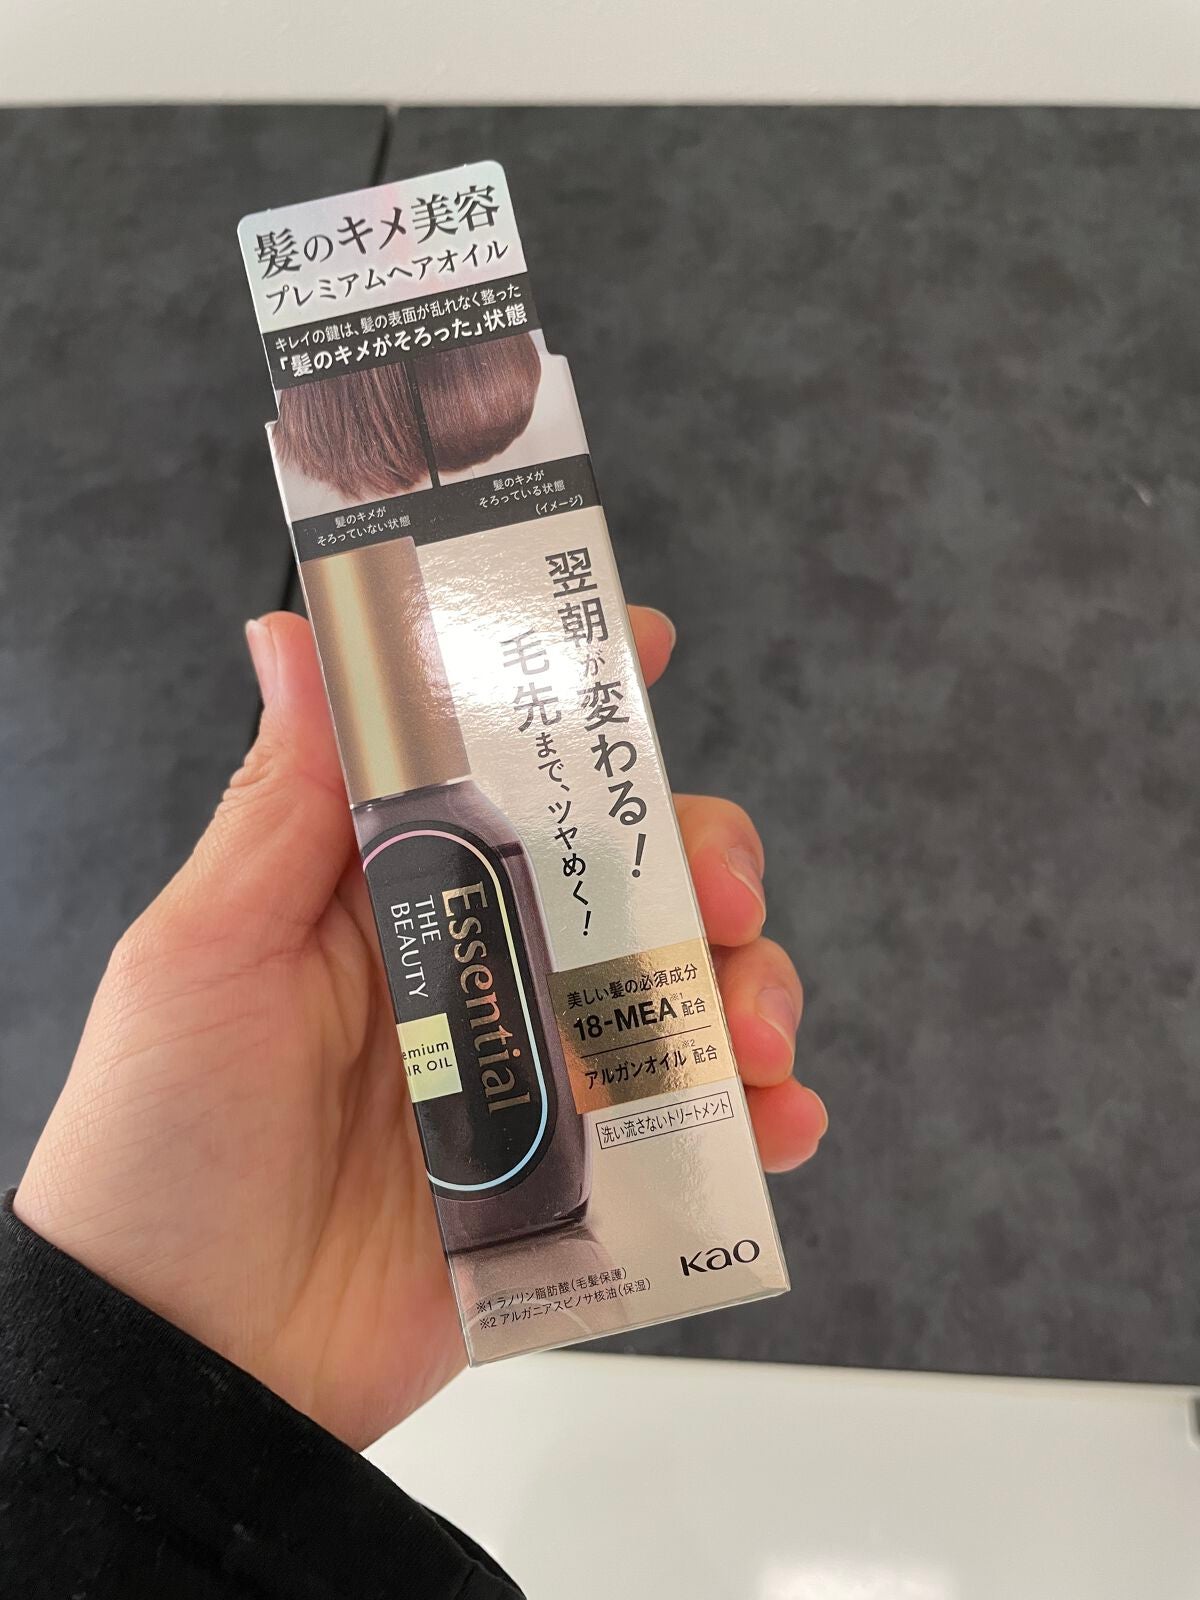 髪のキメ美容
プレミアムヘアオイル
キレイの鍵は、髪の表面が乱れなく整った
「髪のキメがそろった」状態
髪のキメが
そろっていない状態
髪のキメが
そろっている状態
(イメージ)
翌朝が変わる!
毛先まで、ツヤめく!
Essential
THE
BEAUTY
emium
IR OIL
美しい髪の必須成分
18-MEA※1配合
アルガンオイル※2配合
洗い流さないトリートメント
Kao
※1 ラノリン脂肪酸(毛髪保護)
※2 アルガニアスピノサ核油(保湿)